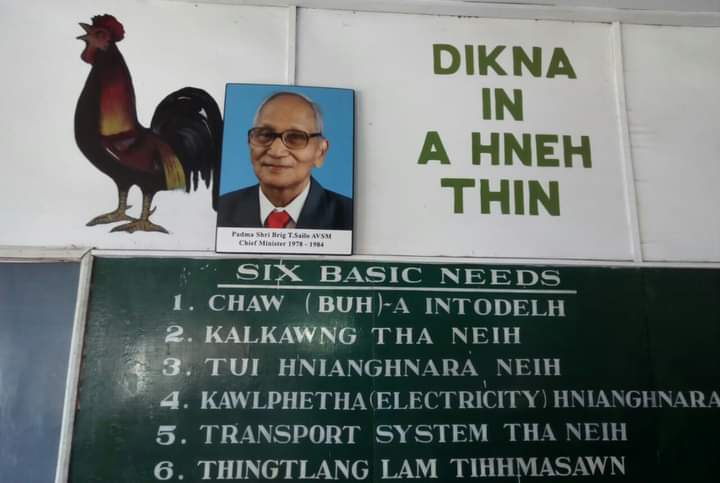 DIKNA
IN
A HNEH
THIN
Padma Shri Brig T.Sailo AVSM
Chief Minister 1978 - 1984
SIX BASIC NEEDS
1. CHAW (BUH)-A INTODELH
2. KALKAWNG THA NEIH
3. TUI HNIANGHNARA NEIH
4. KAWLPHETHA(ELECTRICITY) HNIANGHNARA
5. TRANSPORT SYSTEM THA NEIH
6. THINGTLANG LAM TIHHMASAWN